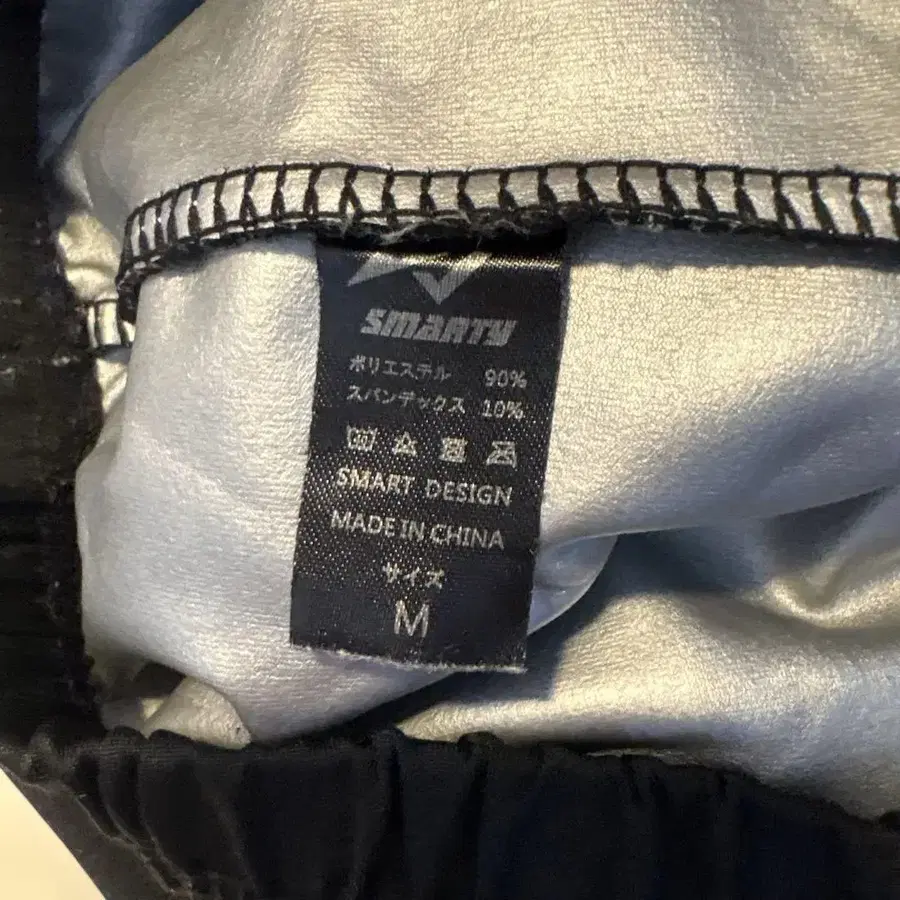 SMARTY
ポリエステル 90%
スパンデックス 10%
SMART DESIGN
MADE IN CHINA
サイズ
M